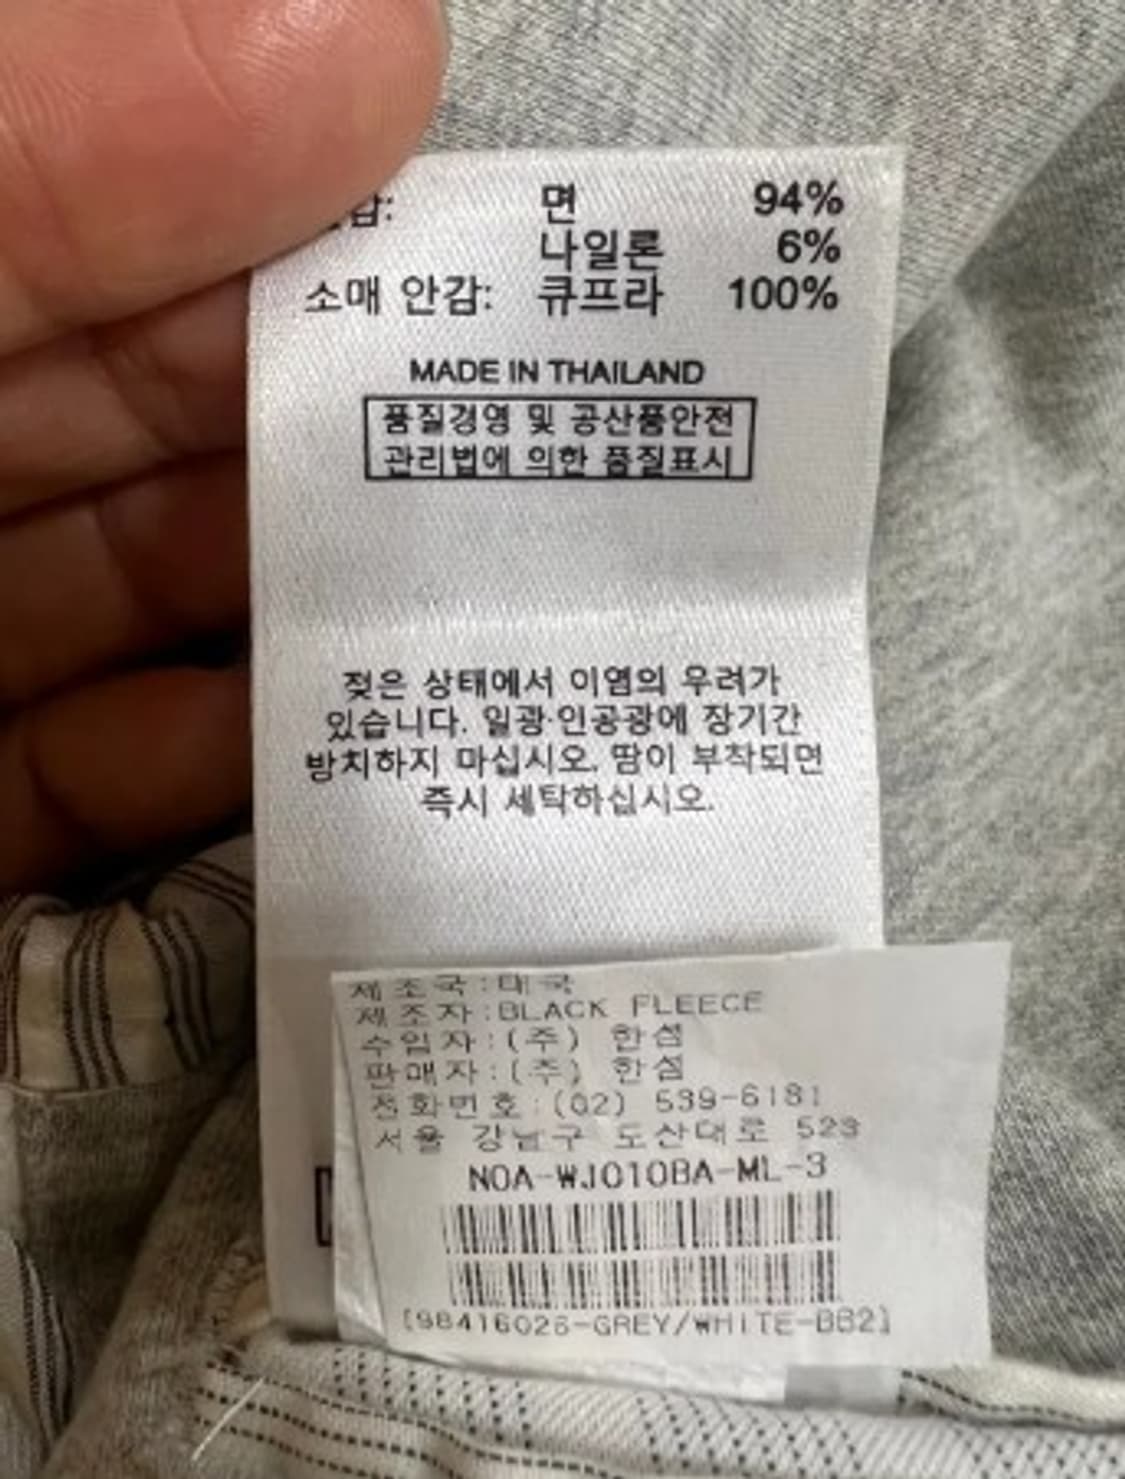 감: 면 94%
나일론 6%
소매 안감: 큐프라 100%
MADE IN THAILAND
품질경영 및 공산품안전
관리법에 의한 품질표시
젖은 상태에서 이염의 우려가
있습니다. 일광·인공광에 장기간
방치하지 마십시오. 땀이 부착되면
즉시 세탁하십시오.
제조국:태국
제조자:BLACK FLEECE
수입자:(주) 한섬
판매자:(주) 한섬
전화번호:(02) 539-6181
서울 강남구 도산대로 523
NOA-WJ010BA-ML-3
[98416026-GREY/WHITE-BB2]